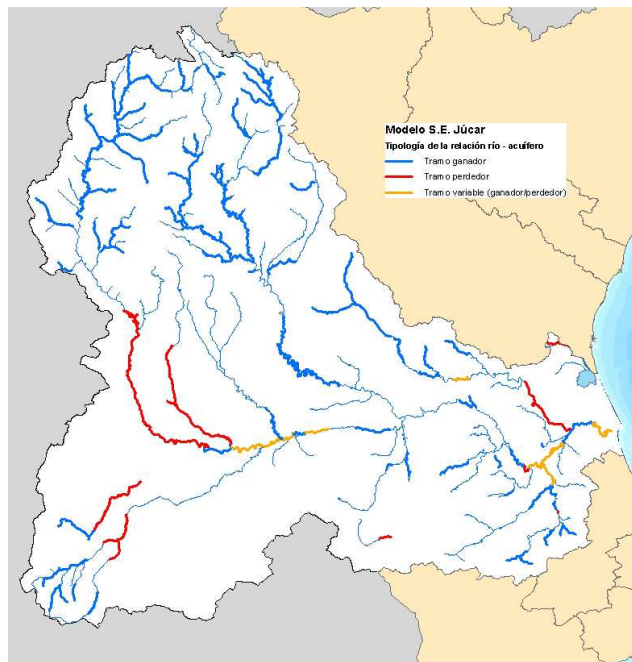 Modelo S.E. Júcar
Tipología de la relación río - acuífero
Tramo ganador
Tramo perdedor
Tramo variable (ganador/perdedor)